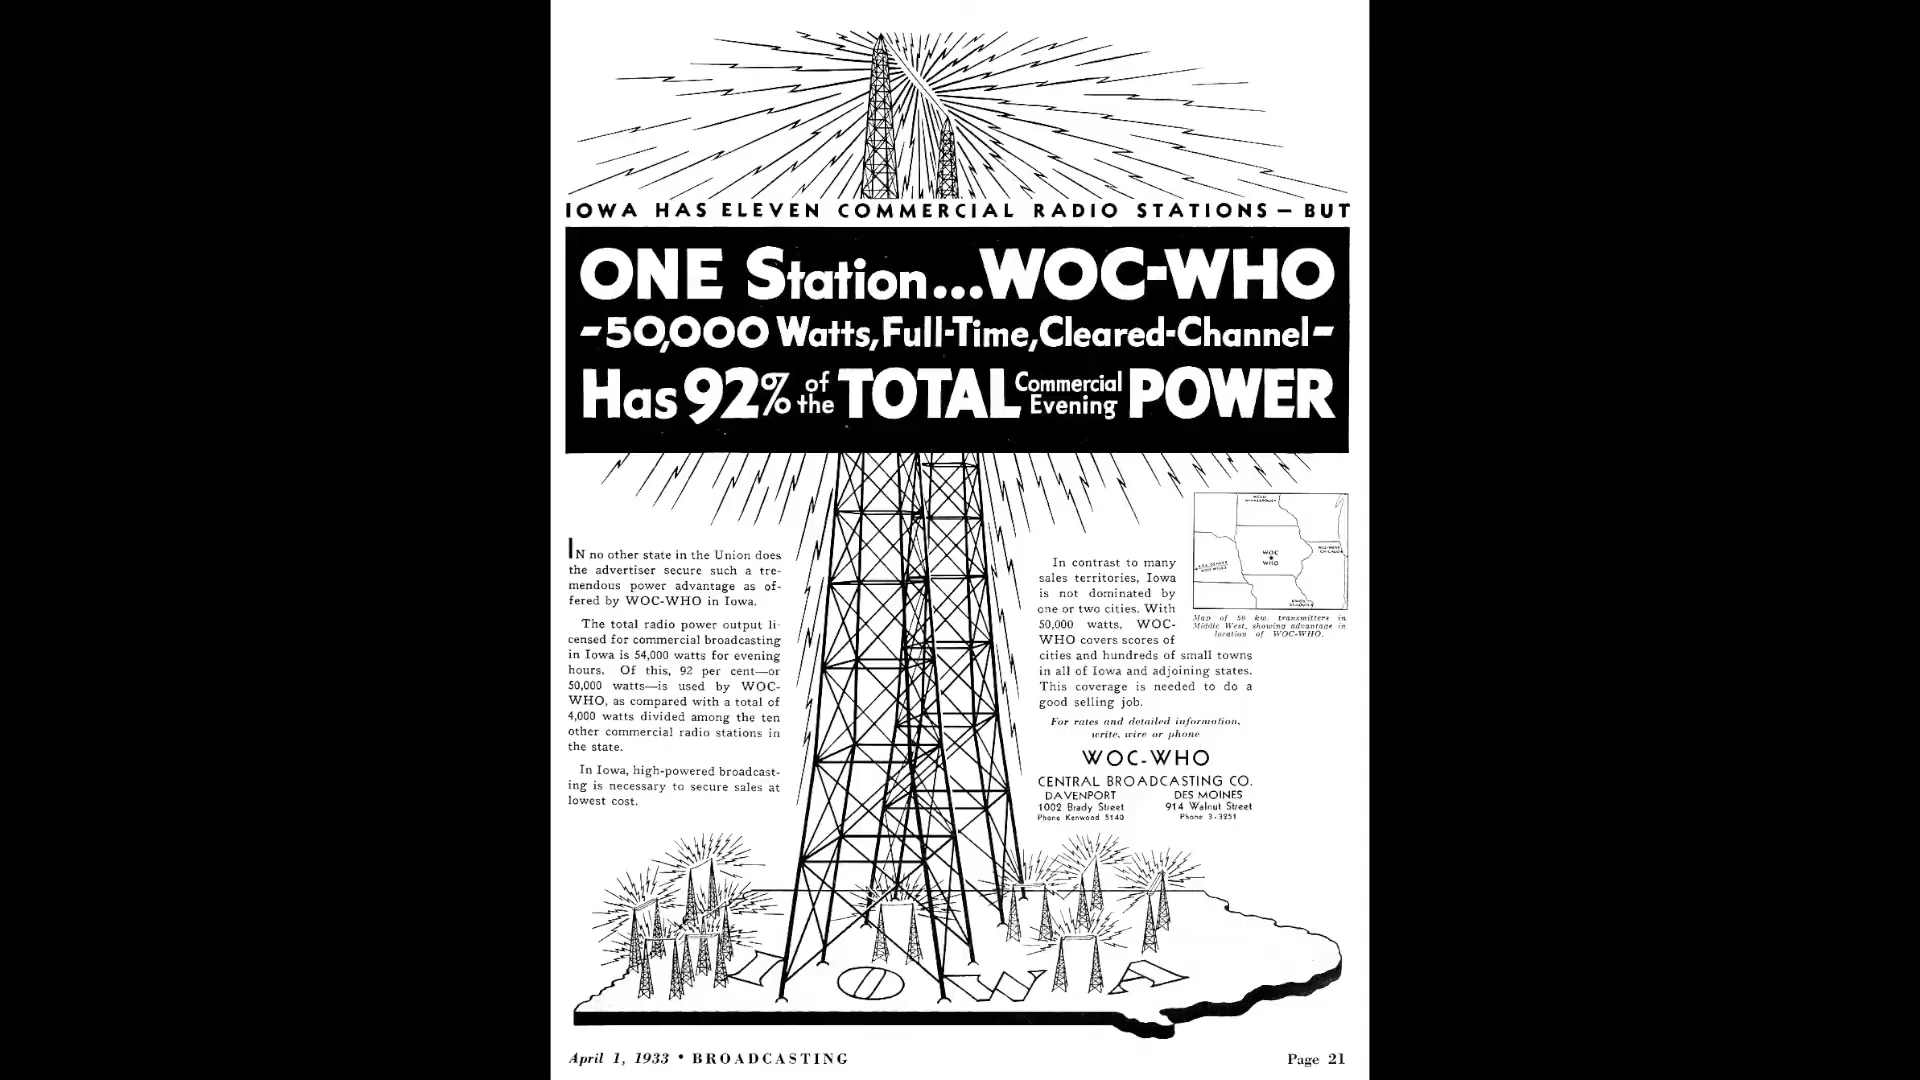 IOWA HAS ELEVEN COMMERCIAL RADIO STATIONS – BUT
ONE Station...WOC-WHO
-50,000 Watts, Full-Time, Cleared-Channel-
Has 92% of the TOTAL Commercial Evening POWER
IN no other state in the Union does
the advertiser secure such a tre-
mendous power advantage as of-
fered by WOC-WHO in Iowa.
The total radio power output li-
censed for commercial broadcasting
in Iowa is 54,000 watts for evening
hours. Of this, 92 per cent—or
50,000 watts—is used by WOC-
WHO, as compared with a total of
4,000 watts divided among the ten
other commercial radio stations in
the state.
In Iowa, high-powered broadcast-
ing is necessary to secure sales at
lowest cost.
In contrast to many
sales territories, Iowa
is not dominated by
one or two cities. With
50,000 watts, WOC-
WHO covers scores of
cities and hundreds of small towns
in all of Iowa and adjoining states.
This coverage is needed to do a
good selling job.
For rates and detailed information,
write, wire or phone
WOC-WHO
CENTRAL BROADCASTING CO.
DAVENPORT
1002 Brady Street
Phone Kenwood 5140
DES MOINES
914 Walnut Street
Phone 3-3251
WOC
WHO
Map of 50 kw. transmitters in
Middle West, showing advantage in
location of WOC-WHO.
IOWA
April 1, 1933 • BROADCASTING
Page 21